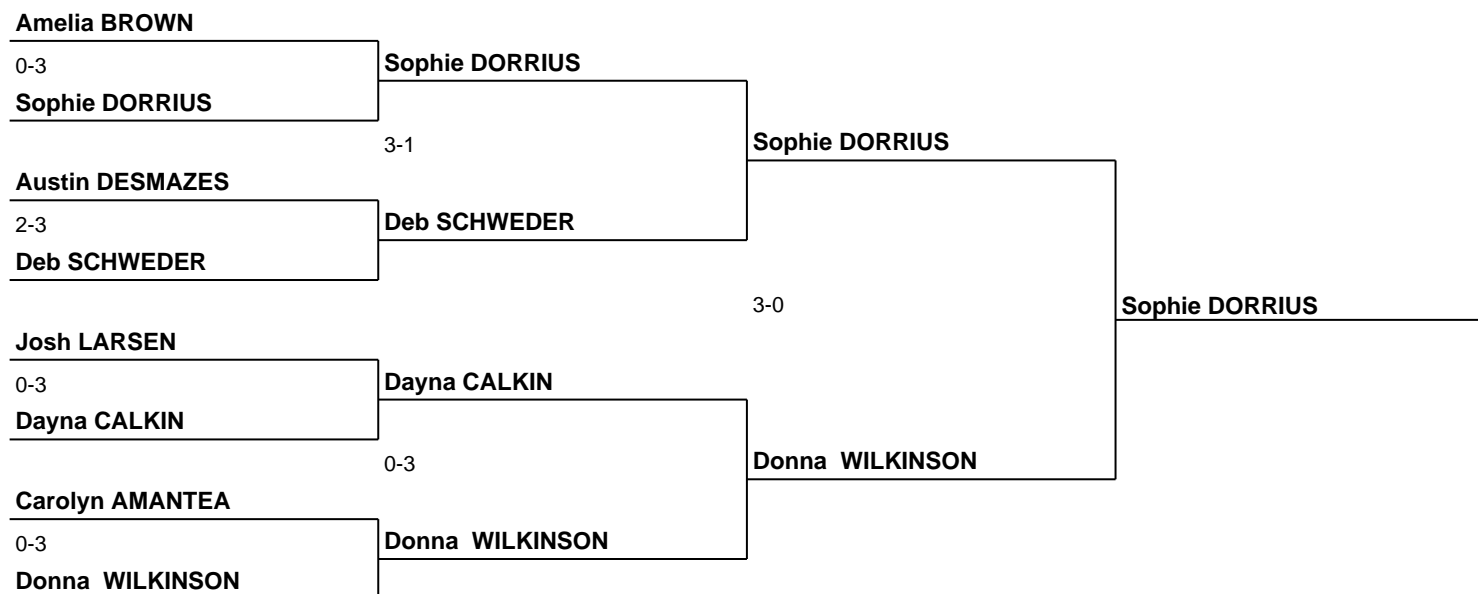 Amelia BROWN
0-3
Sophie DORRIUS
Sophie DORRIUS
3-1
Sophie DORRIUS
Austin DESMAZES
2-3
Deb SCHWEDER
Deb SCHWEDER
3-0
Sophie DORRIUS
Josh LARSEN
0-3
Dayna CALKIN
Dayna CALKIN
0-3
Donna  WILKINSON
Carolyn AMANTEA
0-3
Donna  WILKINSON
Donna  WILKINSON